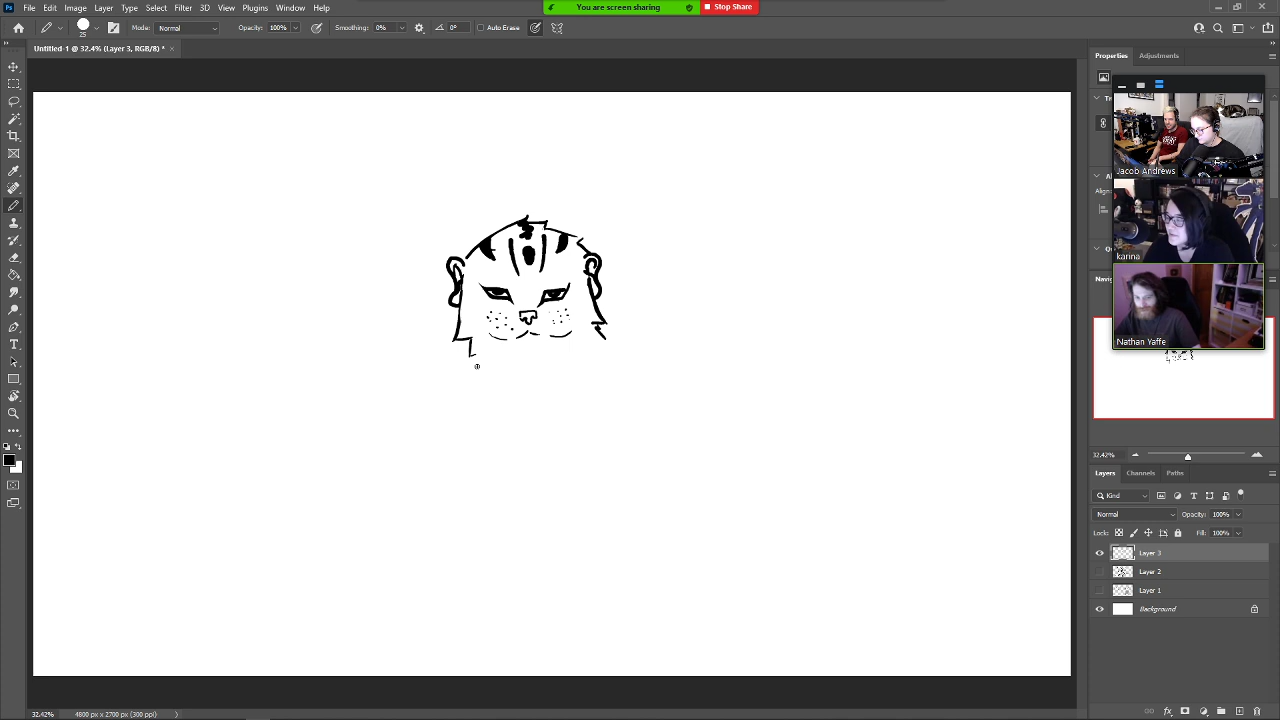 You are screen sharing
Stop Share
File Edit Image Layer Type Select Filter 3D View Plugins Window Help
25 Mode: Normal Opacity: 100% Smoothing: 0% 0° Auto Erase
Untitled-1 @ 32.4% (Layer 3, RGB/8) *
Properties Adjustments
Jacob Andrews
karina
Nathan Yaffe
32.42%
Layers Channels Paths
Kind
Normal Opacity: 100%
Lock: Fill: 100%
Layer 3
Layer 2
Layer 1
Background
32.42% 4800 px x 2700 px (300 ppi)